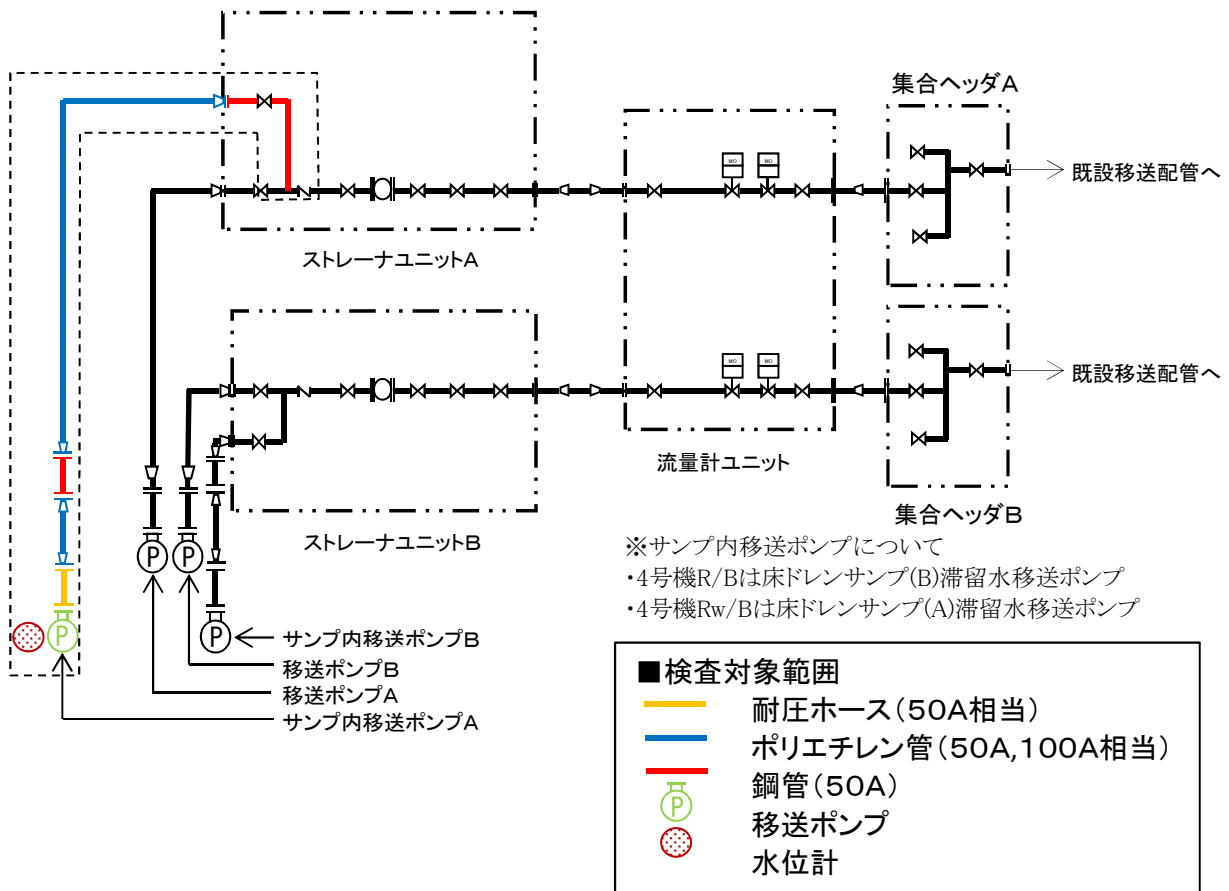 集合ヘッダA
MO MO
既設移送配管へ
ストレーナユニットA
MO MO
既設移送配管へ
流量計ユニット
集合ヘッダB
ストレーナユニットB
※サンプ内移送ポンプについて
・4号機R/Bは床ドレンサンプ(B)滞留水移送ポンプ
・4号機Rw/Bは床ドレンサンプ(A)滞留水移送ポンプ
P P
P P
サンプ内移送ポンプB
移送ポンプB
移送ポンプA
サンプ内移送ポンプA
■検査対象範囲
耐圧ホース(50A相当)
ポリエチレン管(50A,100A相当)
鋼管(50A)
P
移送ポンプ
水位計